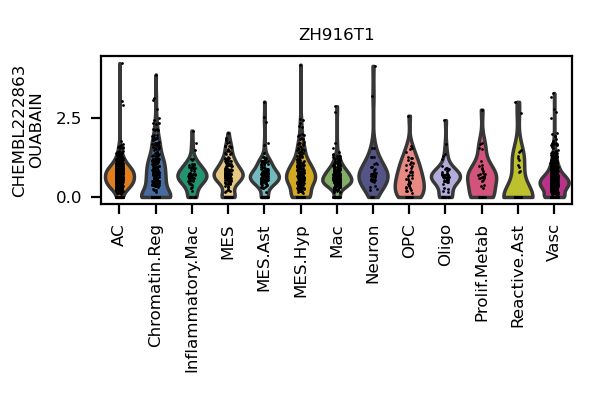 ZH916T1
CHEMBL222863
OUABAIN
2.5
0.0
AC
Chromatin.Reg
Inflammatory.Mac
MES
MES.Ast
MES.Hyp
Mac
Neuron
OPC
Oligo
Prolif.Metab
Reactive.Ast
Vasc